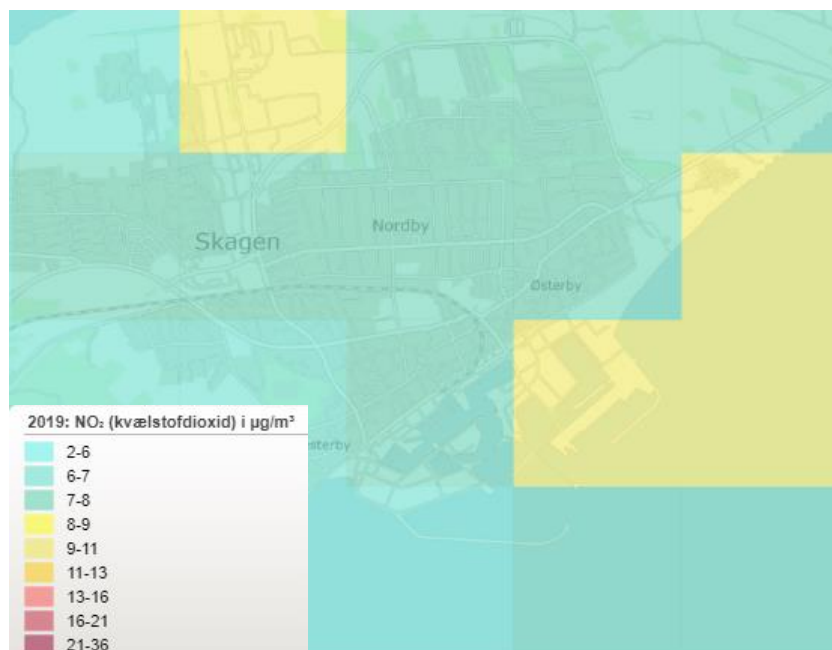 Skagen
Nordby
Østerby
2019: NO₂ (kvælstofdioxid) i µg/m³
esterby
2-6
6-7
7-8
8-9
9-11
11-13
13-16
16-21
21-36